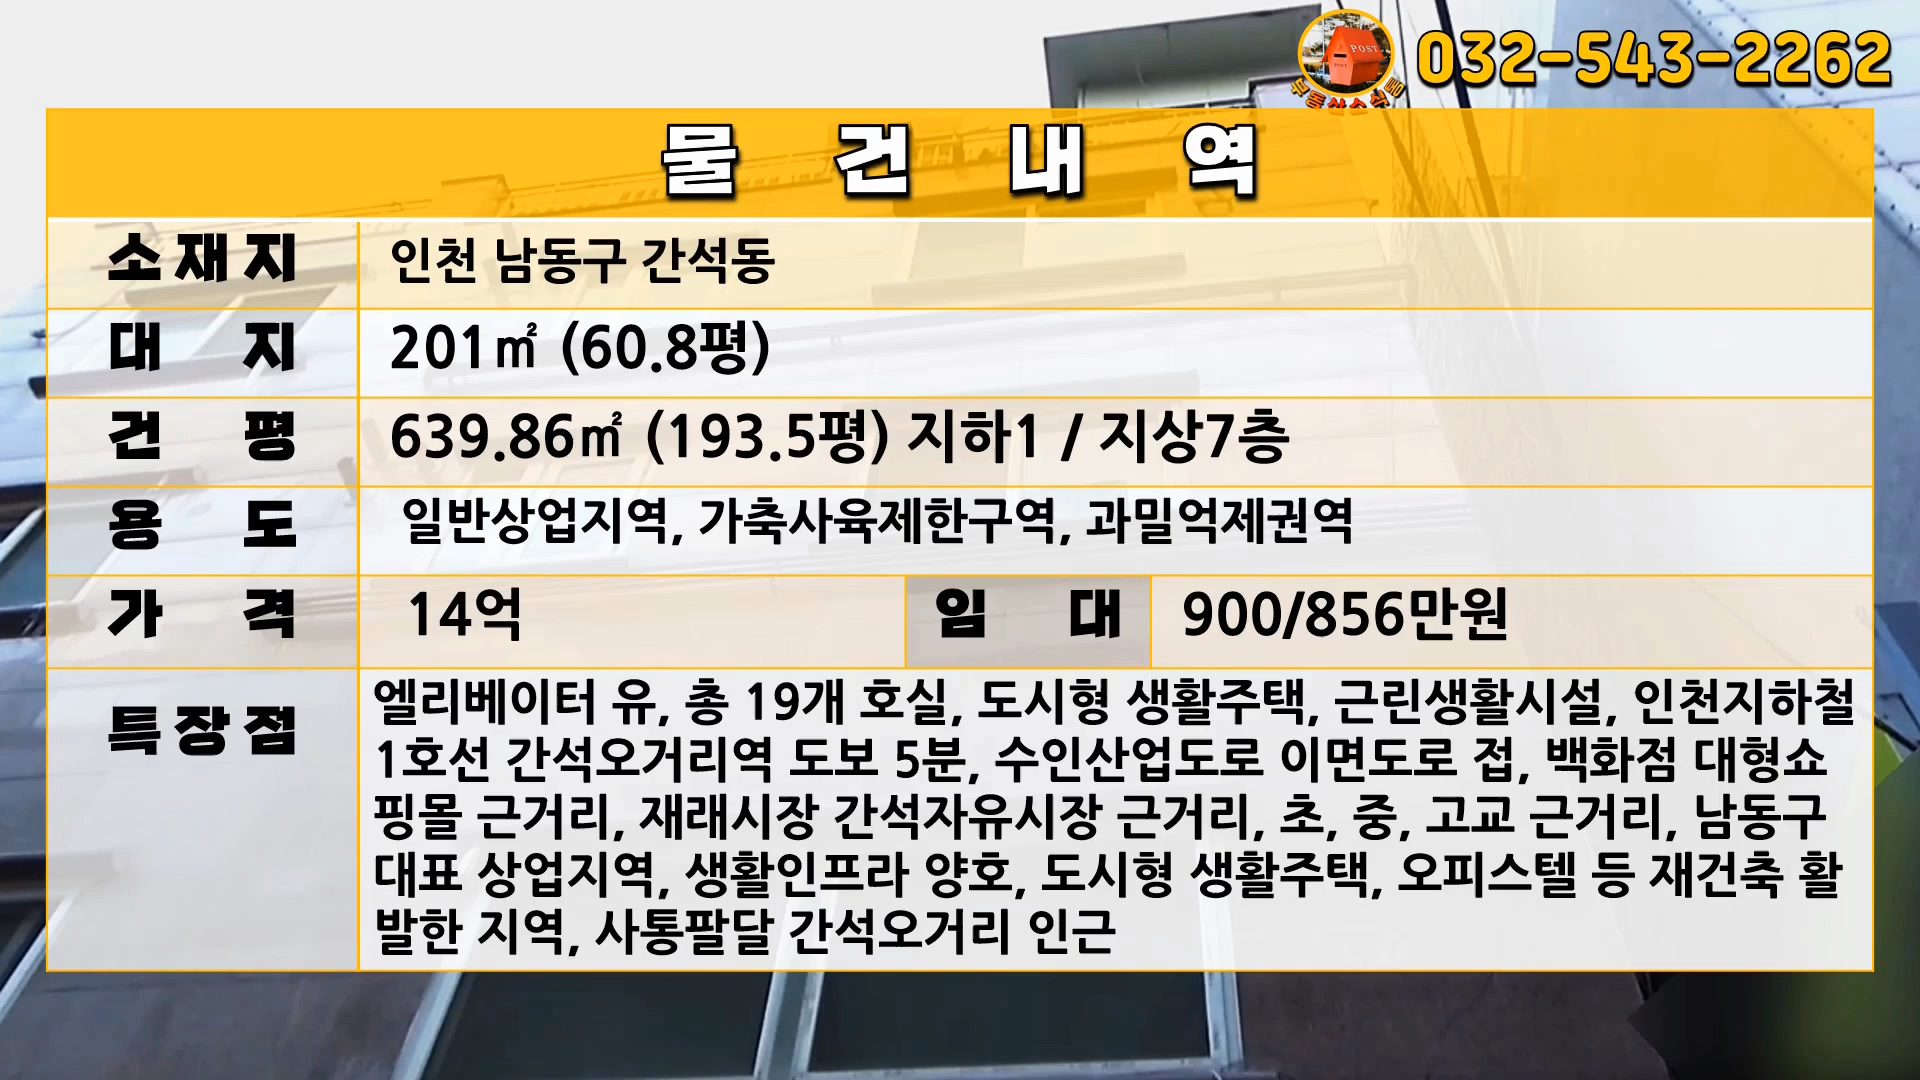 POST
POST
부동산소식통
032-543-2262
물건내역
소재지 인천 남동구 간석동
대지 201㎡ (60.8평)
건평 639.86㎡ (193.5평) 지하1 / 지상7층
용도 일반상업지역, 가축사육제한구역, 과밀억제권역
가격 14억 임대 900/856만원
특장점 엘리베이터 유, 총 19개 호실, 도시형 생활주택, 근린생활시설, 인천지하철
1호선 간석오거리역 도보 5분, 수인산업도로 이면도로 접, 백화점 대형쇼
핑몰 근거리, 재래시장 간석자유시장 근거리, 초, 중, 고교 근거리, 남동구
대표 상업지역, 생활인프라 양호, 도시형 생활주택, 오피스텔 등 재건축 활
발한 지역, 사통팔달 간석오거리 인근